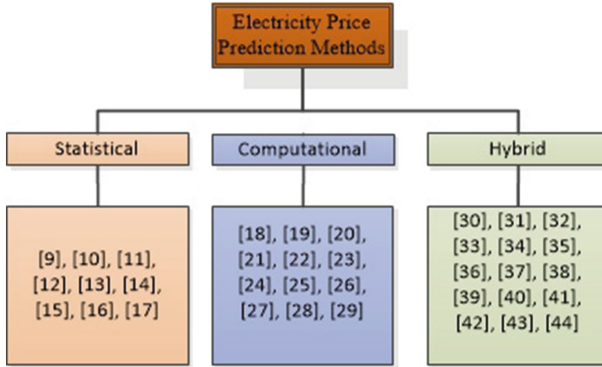 Electricity Price
Prediction Methods
Statistical
Computational
Hybrid
[9], [10], [11],
[12], [13], [14],
[15], [16], [17]
[18], [19], [20],
[21], [22], [23],
[24], [25], [26],
[27], [28], [29]
[30], [31], [32],
[33], [34], [35],
[36], [37], [38],
[39], [40], [41],
[42], [43], [44]